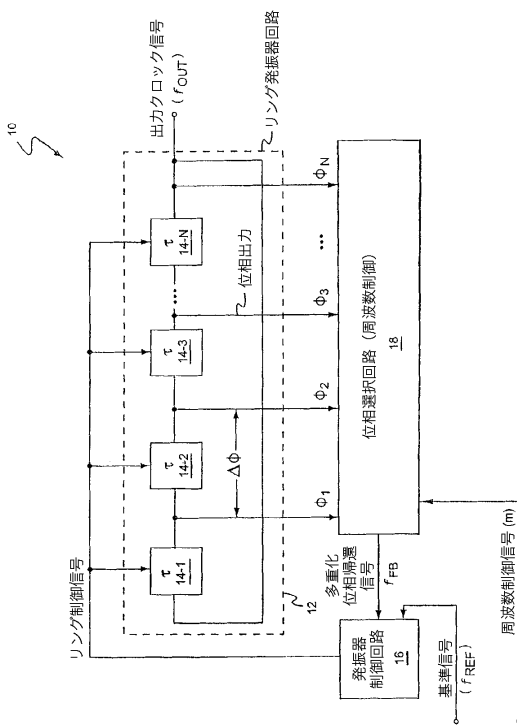 10
出力クロック信号
(fOUT)
リング発振器回路
リング制御信号
τ
14-1
τ
14-2
τ
14-3
•••
τ
14-N
位相出力
ΔΦ
Φ1
Φ2
Φ3
•••
ΦN
12
多重化
位相帰還
信号
fFB
発振器
制御回路
16
位相選択回路(周波数制御)
18
基準信号
(fREF)
周波数制御信号(m)